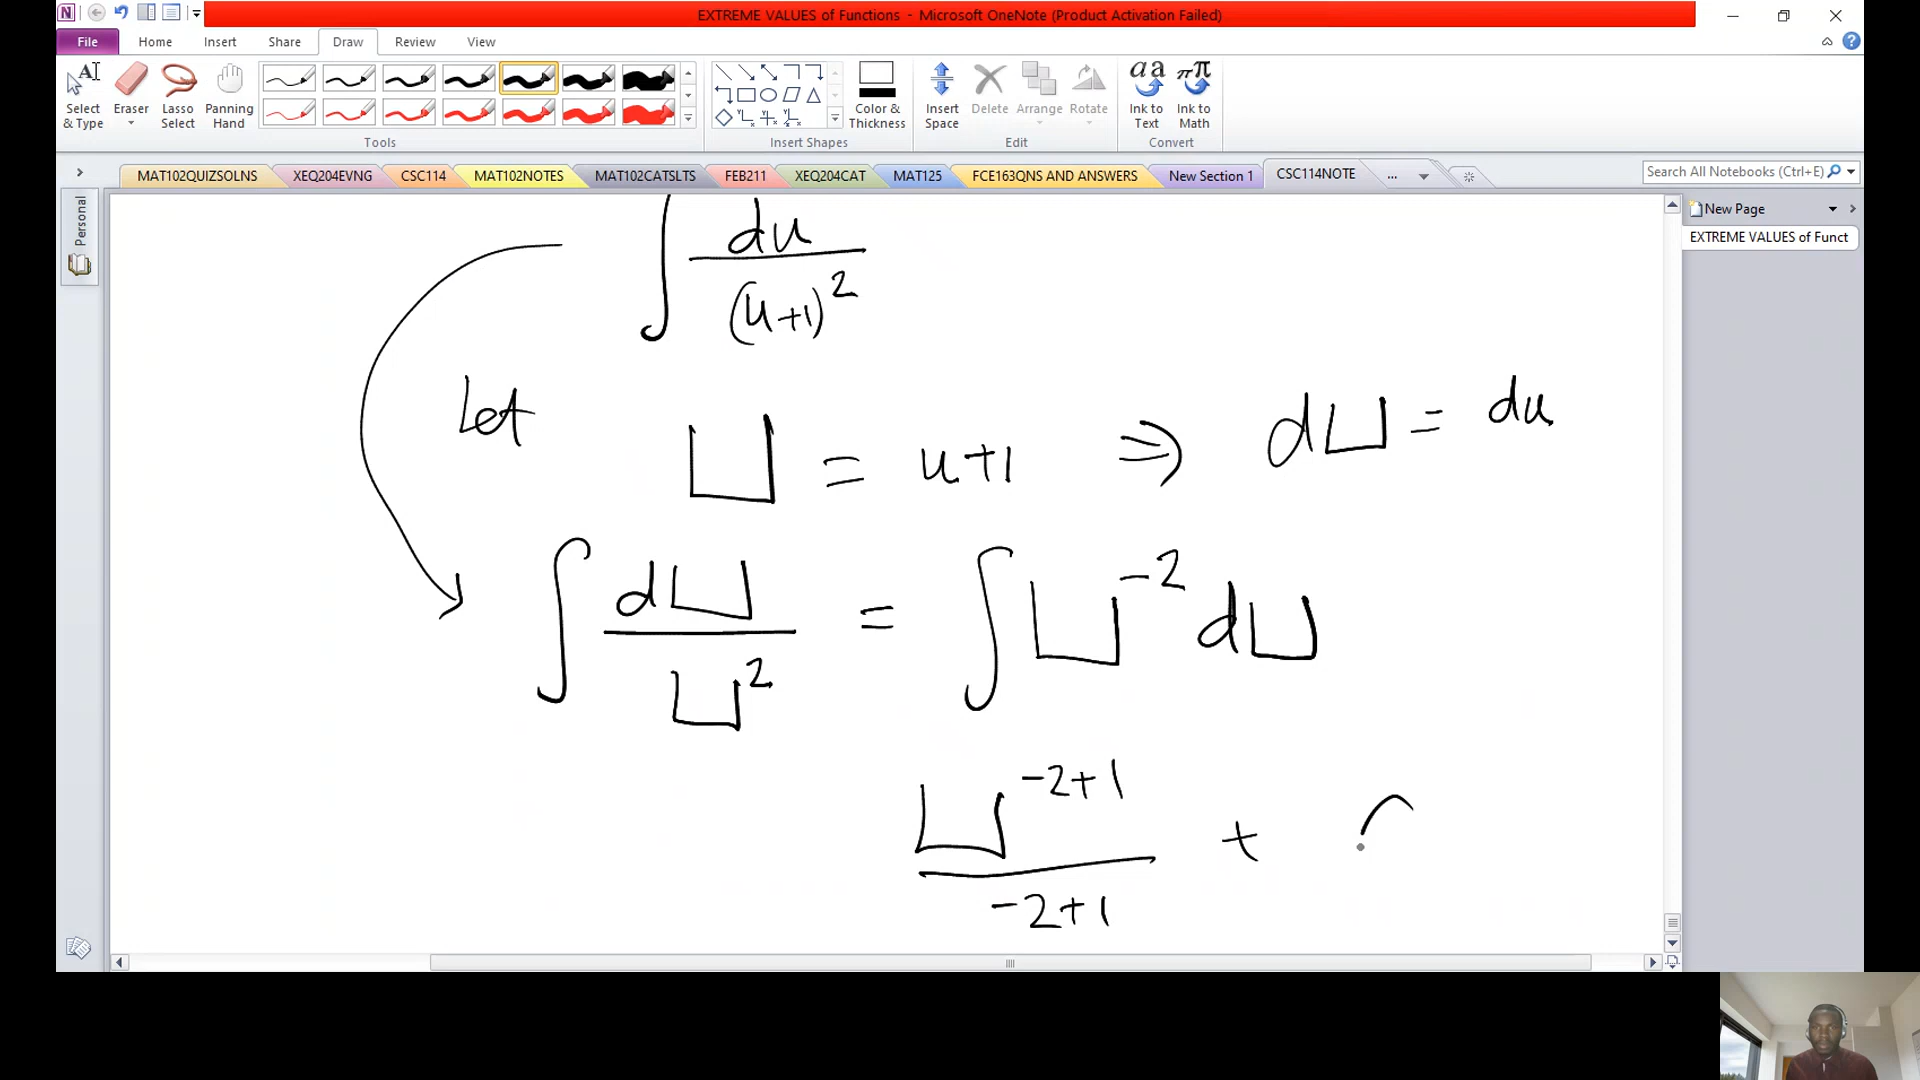 EXTREME VALUES of Functions - Microsoft OneNote (Product Activation Failed)
File Home Insert Share Draw Review View
Select & Type
Eraser
Lasso Select
Panning Hand
Color & Thickness
Insert Space
Delete
Arrange
Rotate
Ink to Text
Ink to Math
Tools
Insert Shapes
Edit
Convert
MAT102QUIZSOLNS XEQ204EVNG CSC114 MAT102NOTES MAT102CATSLTS FEB211 XEQ204CAT MAT125 FCE163QNS AND ANSWERS New Section 1 CSC114NOTE ...
Search All Notebooks (Ctrl+E)
Personal
New Page
EXTREME VALUES of Funct
∫ du / (u+1)²
Let
⊔ = u+1 ⇒ d⊔ = du
∫ d⊔ / ⊔² = ∫ ⊔⁻² d⊔
⊔⁻²⁺¹ / -2+1 +